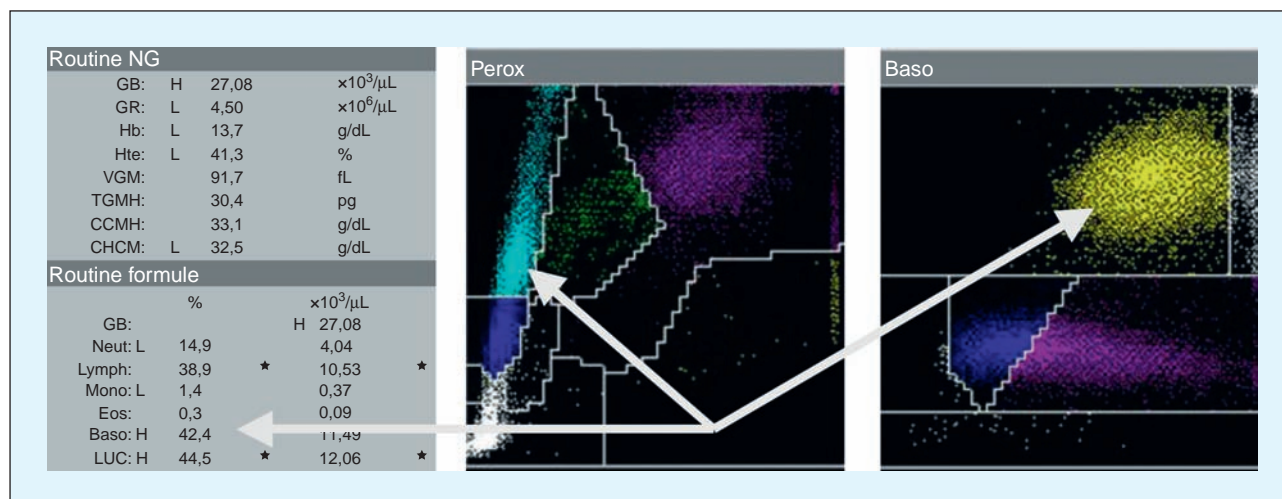 Routine NG
GB: H 27,08 ×10³/µL
GR: L 4,50 ×10⁶/µL
Hb: L 13,7 g/dL
Hte: L 41,3 %
VGM: 91,7 fL
TGMH: 30,4 pg
CCMH: 33,1 g/dL
CHCM: L 32,5 g/dL
Routine formule
% ×10³/µL
GB: H 27,08
Neut: L 14,9 4,04
Lymph: 38,9 ★ 10,53 ★
Mono: L 1,4 0,37
Eos: 0,3 0,09
Baso: H 42,4 11,49
LUC: H 44,5 ★ 12,06 ★
Perox
Baso